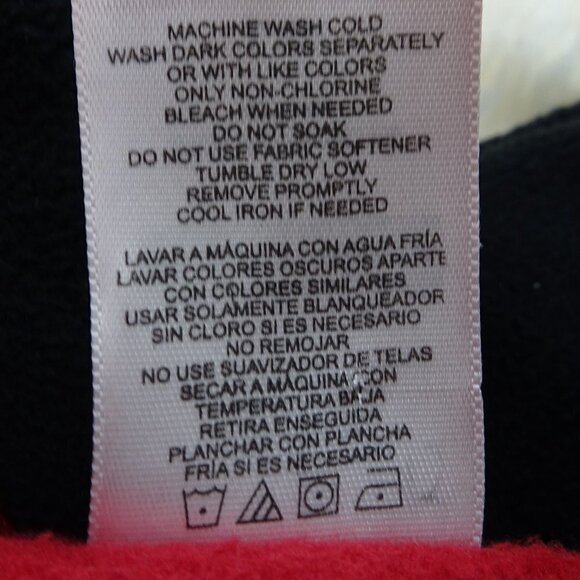 MACHINE WASH COLD
WASH DARK COLORS SEPARATELY
OR WITH LIKE COLORS
ONLY NON-CHLORINE
BLEACH WHEN NEEDED
DO NOT SOAK
DO NOT USE FABRIC SOFTENER
TUMBLE DRY LOW
REMOVE PROMPTLY
COOL IRON IF NEEDED
LAVAR A MÁQUINA CON AGUA FRÍA
LAVAR COLORES OSCUROS APARTE
CON COLORES SIMILARES
USAR SOLAMENTE BLANQUEADOR
SIN CLORO SI ES NECESARIO
NO REMOJAR
NO USE SUAVIZADOR DE TELAS
SECAR A MÁQUINA CON
TEMPERATURA BAJA
RETIRA ENSEGUIDA
PLANCHAR CON PLANCHA
FRÍA SI ES NECESARIO